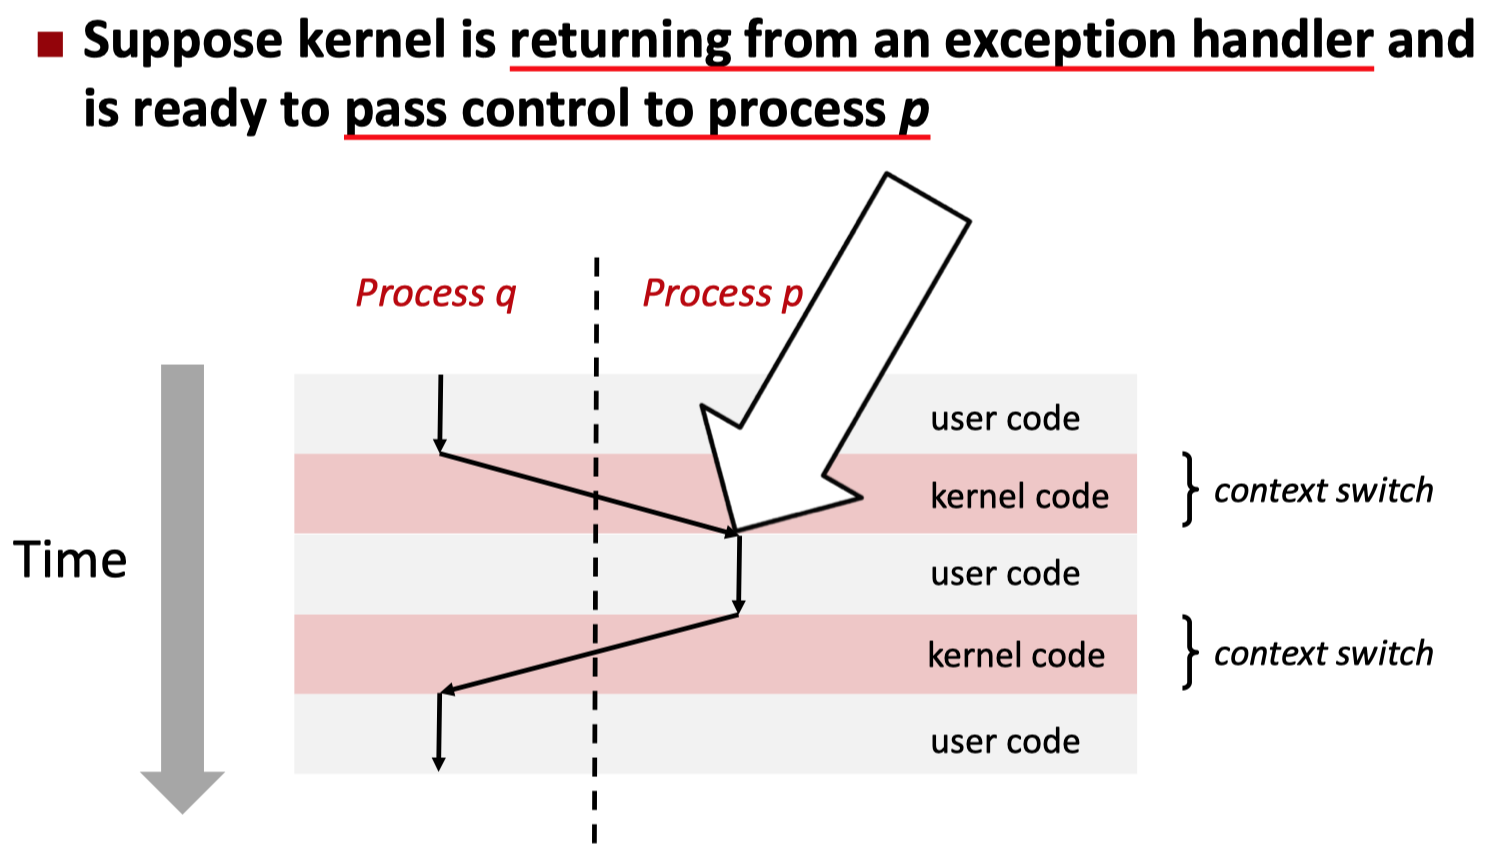 Suppose kernel is returning from an exception handler and
is ready to pass control to process p
Process q
Process p
user code
kernel code
context switch
Time
user code
kernel code
context switch
user code